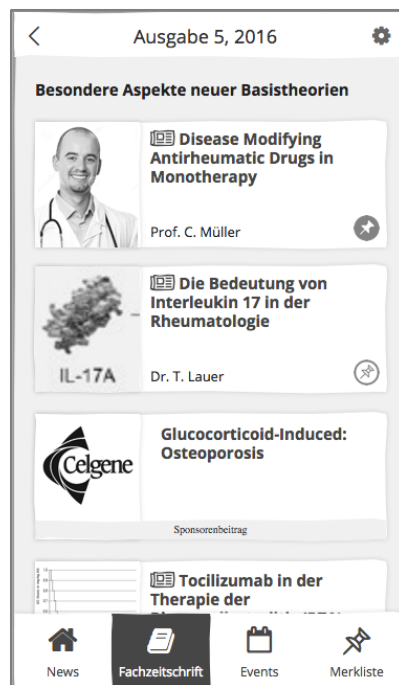 Ausgabe 5, 2016
Besondere Aspekte neuer Basistheorien
Disease Modifying
Antirheumatic Drugs in
Monotherapy
Prof. C. Müller
Die Bedeutung von
Interleukin 17 in der
Rheumatologie
IL-17A
Dr. T. Lauer
Celgene
Glucocorticoid-Induced:
Osteoporosis
Sponsorenbeitrag
Tocilizumab in der
Therapie der
News
Fachzeitschrift
Events
Merkliste